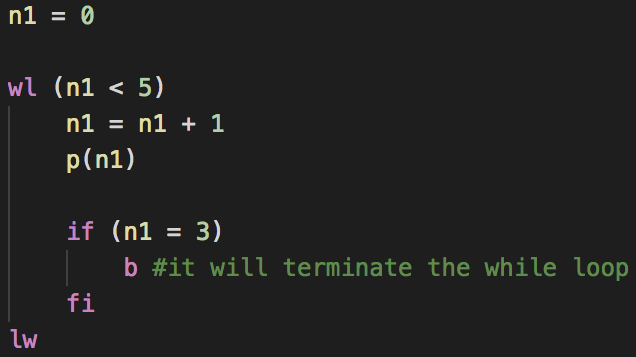 n1 = 0
wl (n1 < 5)
n1 = n1 + 1
p(n1)
if (n1 = 3)
b #it will terminate the while loop
fi
lw